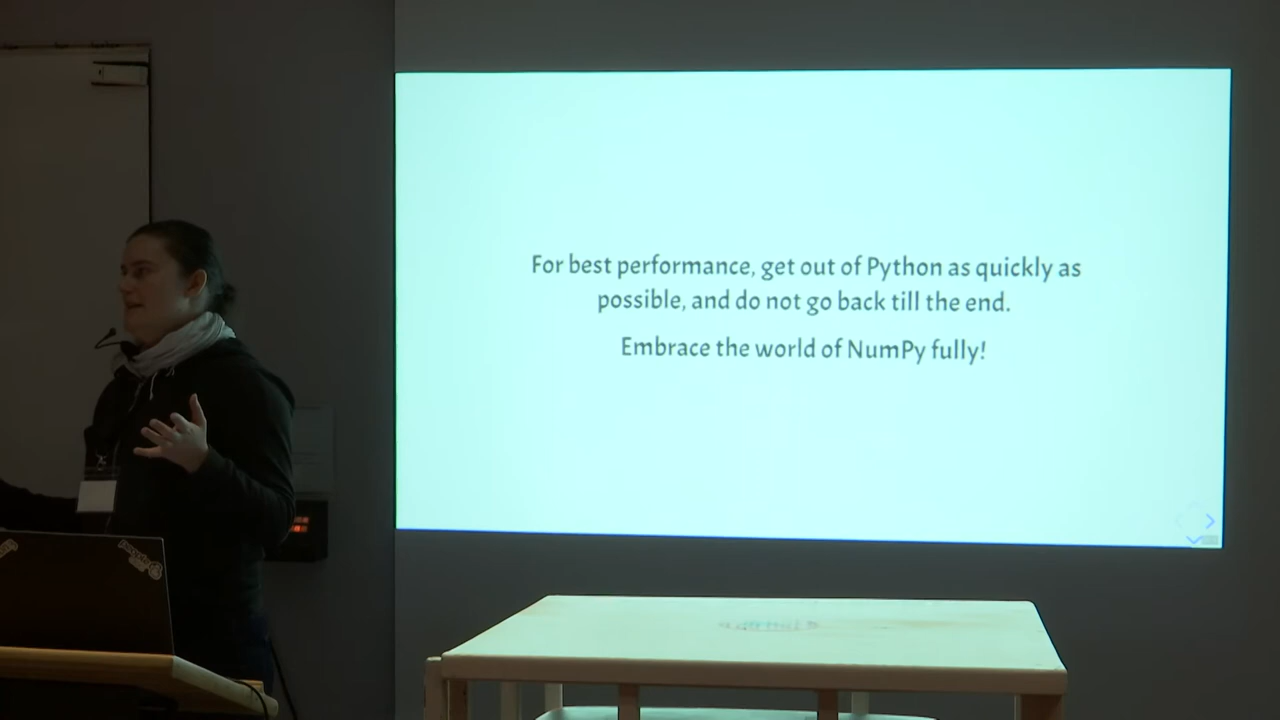 For best performance, get out of Python as quickly as
possible, and do not go back till the end.
Embrace the world of NumPy fully!